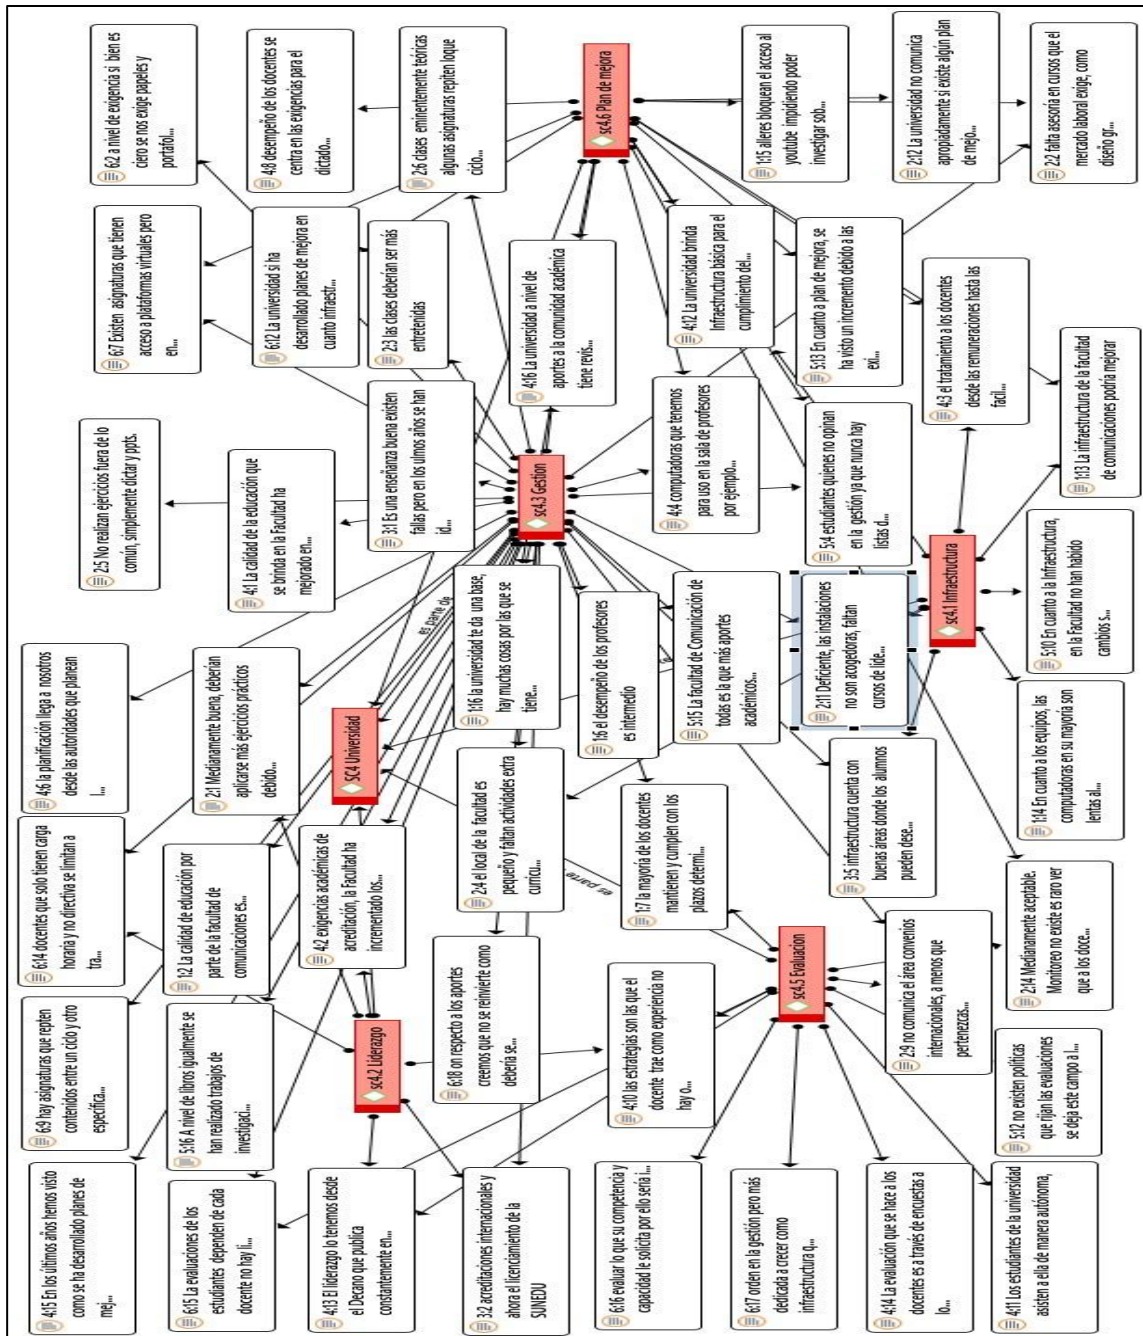 4:15 En los últimos años hemos visto
como se ha desarrollado planes de
mej...
6:9 hay asignaturas que repten
contenidos entre un ciclo y otro
especifica...
6:14 docentes que solo tienen carga
horaria y no directiva se limitan a
tra...
4:6 la planificación llega a nosotros
desde las autoridades que planean
l...
2:5 No realizan ejercicios fuera de lo
común, simplemente dictar y ppts.
6:7 Existen asignaturas que tienen
acceso a plataformas virtuales pero
en...
6:2 a nivel de exigencia si bien es
ciero se nos exige papeles y
portafol...
6:15 La evaluaciones de los
estudiantes dependen de cada
docente no hay li...
5:16 A nivel de libros igualmente se
han realizado trabajos de
investigaci...
1:2 La calidad de educación por
parte de la facultad de
comunicaciones es...
2:1 Medianamente buena, deberían
aplicarse más ejercicios prácticos
debido...
4:1 La calidad de la educación que
se brinda en la Facultad ha
mejorado en...
6:12 La universidad si ha
desarrollado planes de mejora en
cuanto infraestr...
4:8 desempeño de los docentes se
centra en las exigencias para el
dictado...
4:13 El liderazgo lo tenemos desde
el Decano que publica
constantemente en...
sc4.2 Liderazgo
4:2 exigencias académicas de
acreditación, la Facultad ha
incrementado los...
SC4 Universidad
3:1 Es una enseñanza buena existen
fallas pero en los ulmos años se han
id...
2:3 las clases deberían ser más
entretenidas
2:6 clases eminentemente teóricas
algunas asignaturas repiten loque
ciclo...
5:2 acreditaciones internacionales y
ahora el licenciamiento de la
SUNEDU
6:18 on respecto a los aportes
creemos que no se reinvierte como
debería se...
2:4 el local de la facultad es
pequeño y faltan actividades extra
curricu...
es parte de
1:16 la universidad te da una base,
hay muchas cosas por las que se
tiene...
sc4.3 Gestion
4:16 La universidad a nivel de
aportes a la comunidad académica
tiene revis...
sc4.6 Plan de mejora
6:16 evaluar lo que su competencia y
capacidad le solicita por ello sería i...
4:10 las estrategias son las que el
docente trae como experiencia no
hay o...
es parte
1:7 la mayoría de los docentes
mantienen y cumplen con los
plazos determi...
1:6 el desempeño de los profesores
es intermedio
4:4 computadoras que tenemos
para uso en la sala de profesores
por ejemplo...
4:12 La universidad brinda
Infraestructura básica para el
cumplimiento del...
1:15 alleres bloquean el acceso al
youtube impidiendo poder
investigar sob...
6:17 orden en la gestión pero más
dedicada a crecer como
infraestructura q...
sc4.5 Evaluacion
5:15 La facultad de Comunicación de
todas es la que más aportes
académicos...
5:4 estudiantes quienes no opinan
en la gestión ya que nunca hay
listas d...
5:13 En cuanto a plan de mejora, se
ha visto un incremento debido a las
exi...
2:12 La universidad no comunica
apropiadamente si existe algún plan
de mejo...
4:14 La evaluación que se hace a los
docentes es a través de encuestas a
lo...
2:9 no comunica el área convenios
internacionales, a menos que
pertenezcas...
3:5 infraestructura cuenta con
buenas áreas donde los alumnos
pueden dese...
2:11 Deficiente, las instalaciones
no son acogedoras, faltan
cursos de lide...
sc4.1 Infraestructura
4:3 el tratamiento a los docentes
desde las remuneraciones hasta las
facil...
2:2 falta asesoría en cursos que el
mercado laboral exige, como
diseño gr...
4:11 Los estudiantes de la universidad
asisten a ella de manera autónoma,
5:12 no existen políticas
que rijan las evaluaciones
se deja este campo a l...
2:14 Medianamente aceptable.
Monitoreo no existe es raro ver
que a los doce...
1:14 En cuanto a los equipos, las
computadoras en su mayoría son
lentas al...
5:10 En cuanto a la infraestructura,
en la Facultad no han habido
cambios s...
1:13 La infraestructura de la facultad
de comunicaciones podría mejorar